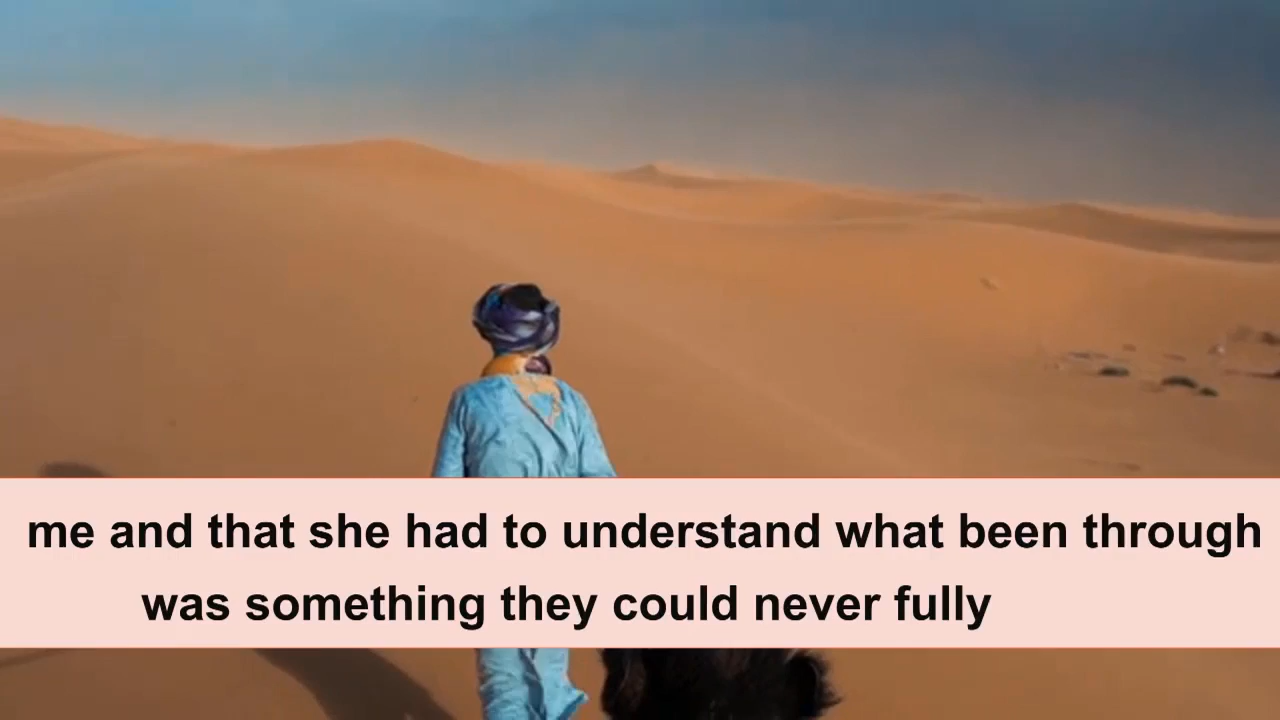 me and that she had to understand what been through
was something they could never fully